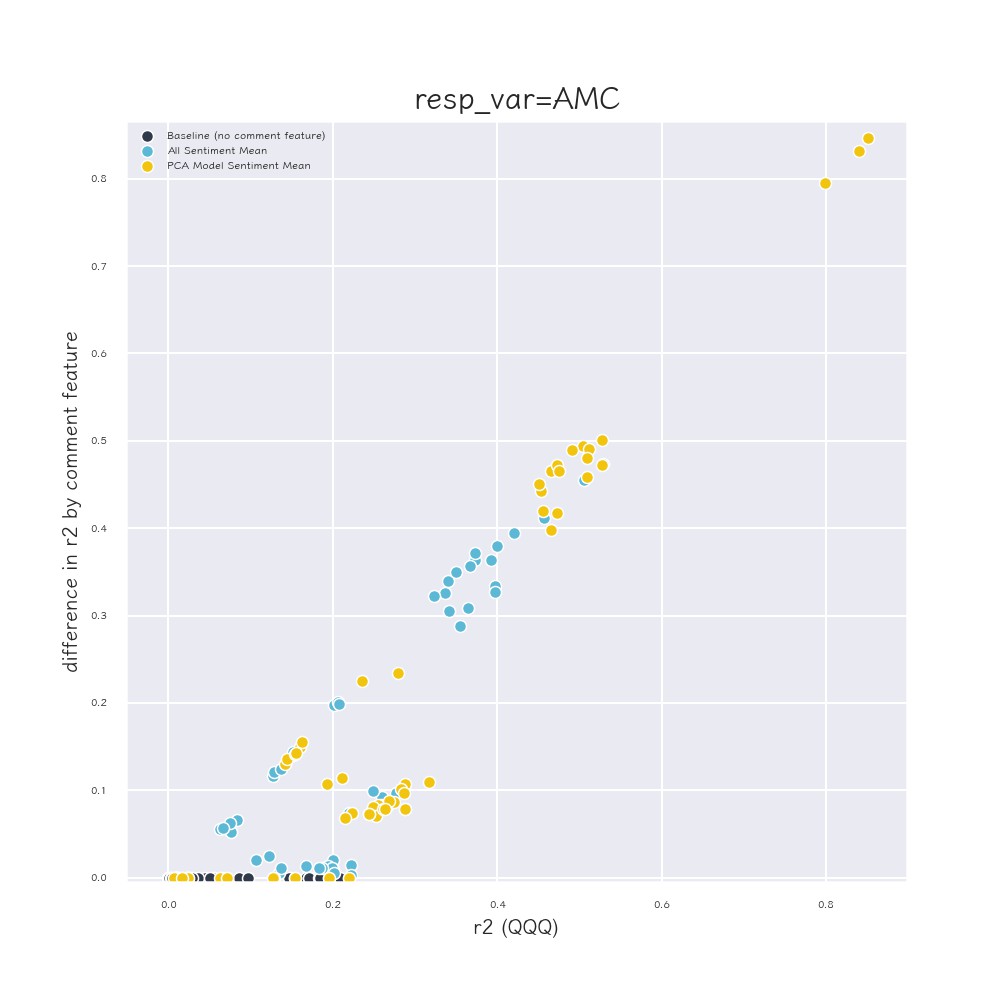 resp_var=AMC
Baseline (no comment feature)
All Sentiment Mean
PCA Model Sentiment Mean
difference in r2 by comment feature
0.8
0.7
0.6
0.5
0.4
0.3
0.2
0.1
0.0
0.0 0.2 0.4 0.6 0.8
r2 (QQQ)